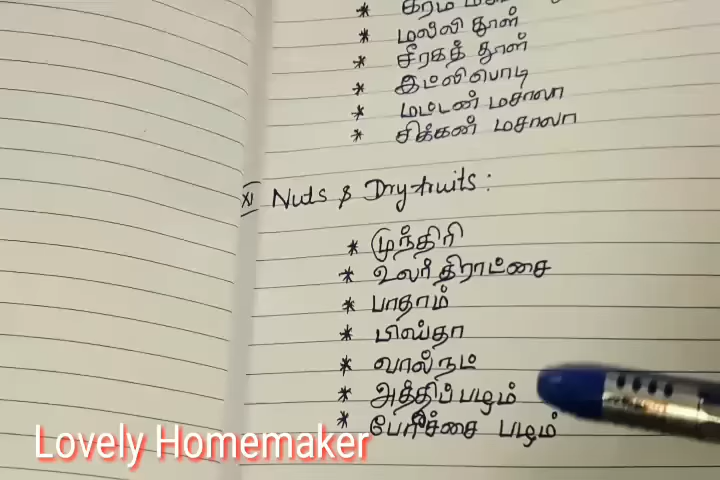 * கரம்
* மல்லி தூள்
* சீரகத் தூள்
* இட்லிபொடி
* மட்டன் மசாலா
* சிக்கன் மசாலா
XI Nuts & Dry fruits :
* முந்திரி
* உலர் திராட்சை
* பாதாம்
* பிஸ்தா
* வால்நட்
* அத்திப்பழம்
* பேரிச்சை பழம்
Lovely Homemaker